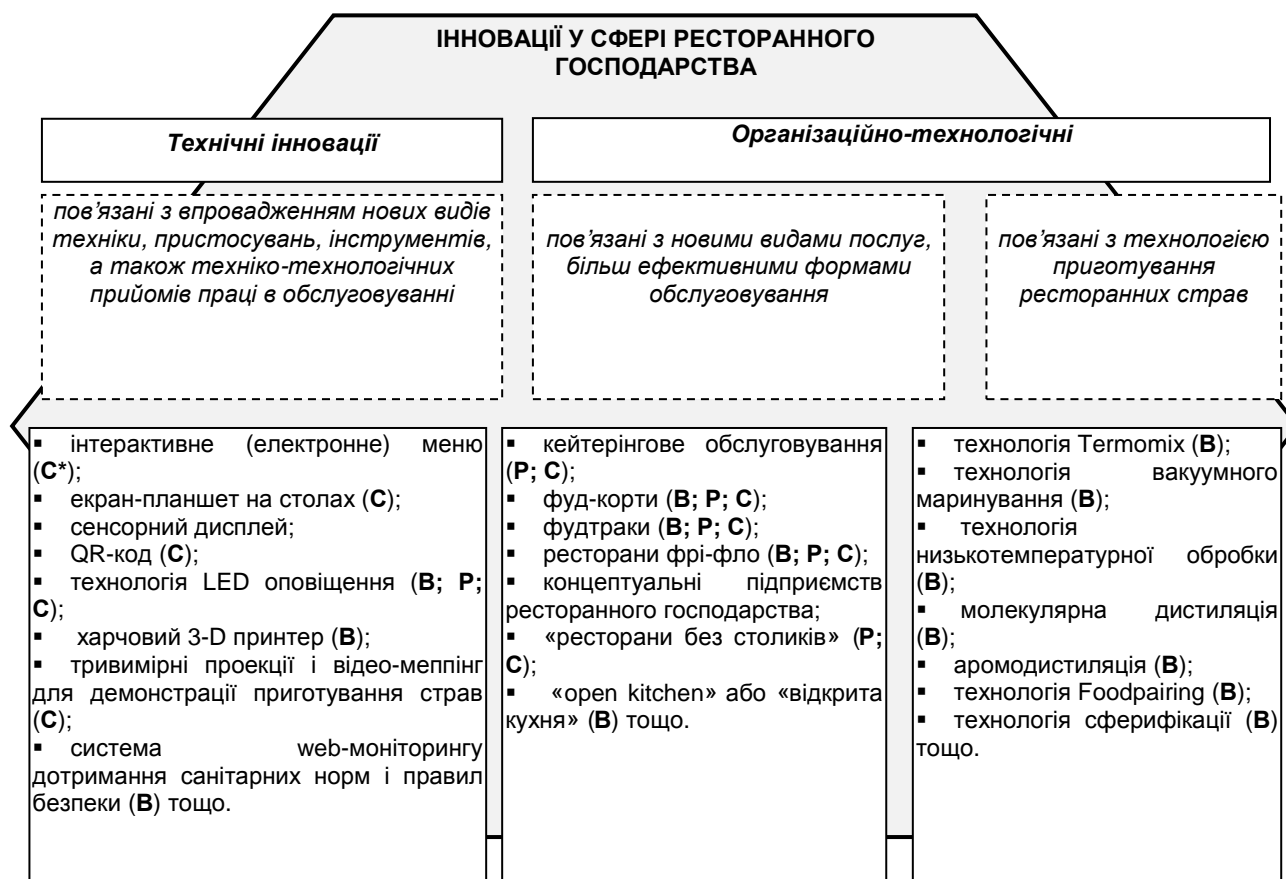 ІННОВАЦІЇ У СФЕРІ РЕСТОРАННОГО
ГОСПОДАРСТВА
Технічні інновації
Організаційно-технологічні
пов’язані з впровадженням нових видів
техніки, пристосувань, інструментів,
а також техніко-технологічних
прийомів праці в обслуговуванні
пов’язані з новими видами послуг,
більш ефективними формами
обслуговування
пов’язані з технологією
приготування
ресторанних страв
▪ інтерактивне (електронне) меню
(С*);
▪ екран-планшет на столах (С);
▪ сенсорний дисплей;
▪ QR-код (С);
▪ технологія LED оповіщення (В; Р;
С);
▪ харчовий 3-D принтер (В);
▪ тривимірні проекції і відео-меппінг
для демонстрації приготування страв
(С);
▪ система web-моніторингу
дотримання санітарних норм і правил
безпеки (В) тощо.
▪ кейтерінгове обслуговування
(Р; С);
▪ фуд-корти (В; Р; С);
▪ фудтраки (В; Р; С);
▪ ресторани фрі-фло (В; Р; С);
▪ концептуальні підприємств
ресторанного господарства;
▪ «ресторани без столиків» (Р;
С);
▪ «open kitchen» або «відкрита
кухня» (В) тощо.
▪ технологія Termomix (В);
▪ технологія вакуумного
маринування (В);
▪ технологія
низькотемпературної обробки
(В);
▪ молекулярна дистиляція
(В);
▪ аромодистиляція (В);
▪ технологія Foodpairing (В);
▪ технологія сферифікації (В)
тощо.